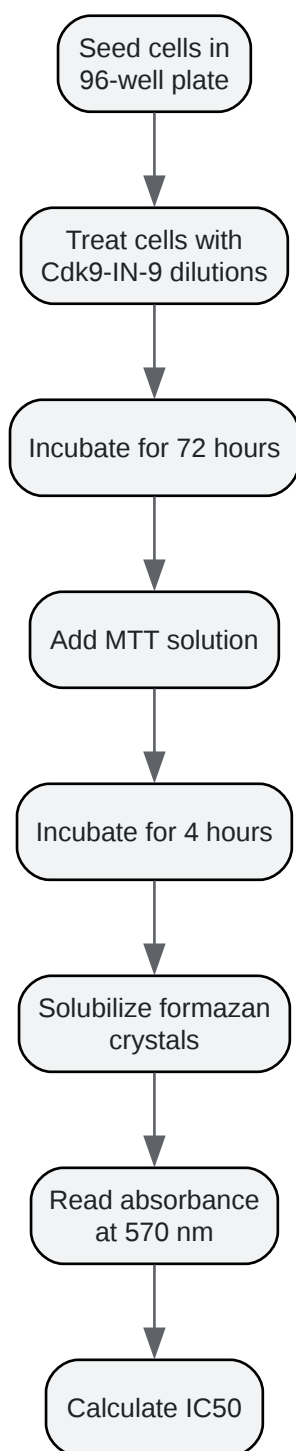 Seed cells in
96-well plate
Treat cells with
Cdk9-IN-9 dilutions
Incubate for 72 hours
Add MTT solution
Incubate for 4 hours
Solubilize formazan
crystals
Read absorbance
at 570 nm
Calculate IC50